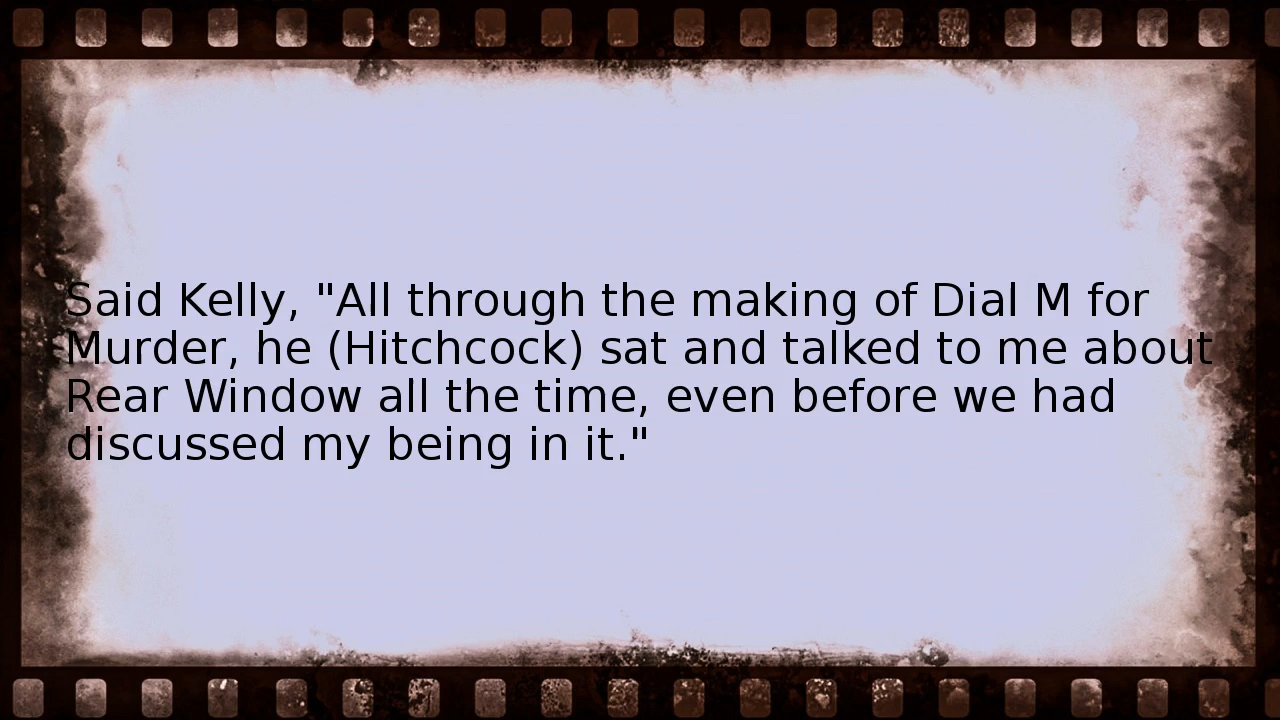 Said Kelly, "All through the making of Dial M for
Murder, he (Hitchcock) sat and talked to me about
Rear Window all the time, even before we had
discussed my being in it."